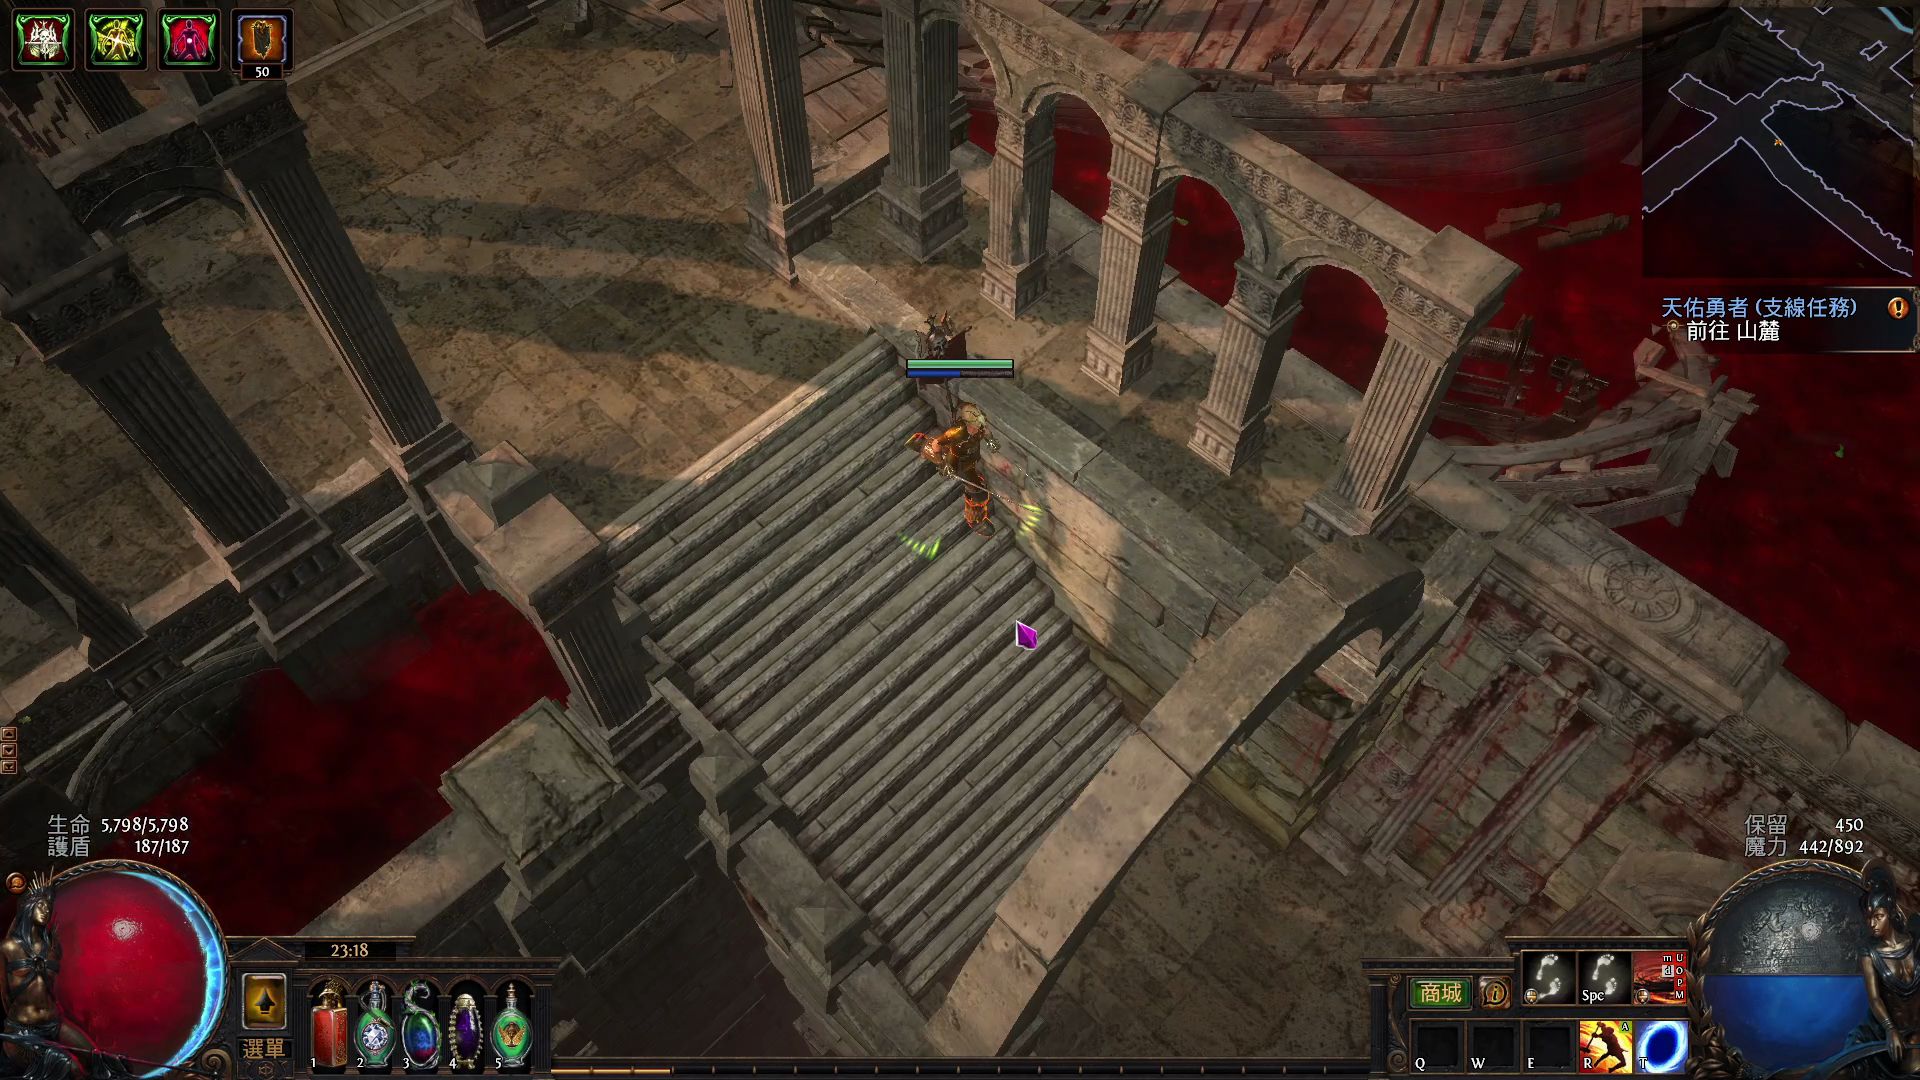 50
天佑勇者 (支線任務)
前往 山麓
生命 5,798/5,798
護盾 187/187
保留 450
魔力 442/892
23:18
選單
1 2 3 4 5
商城
Spc
Q W E R T